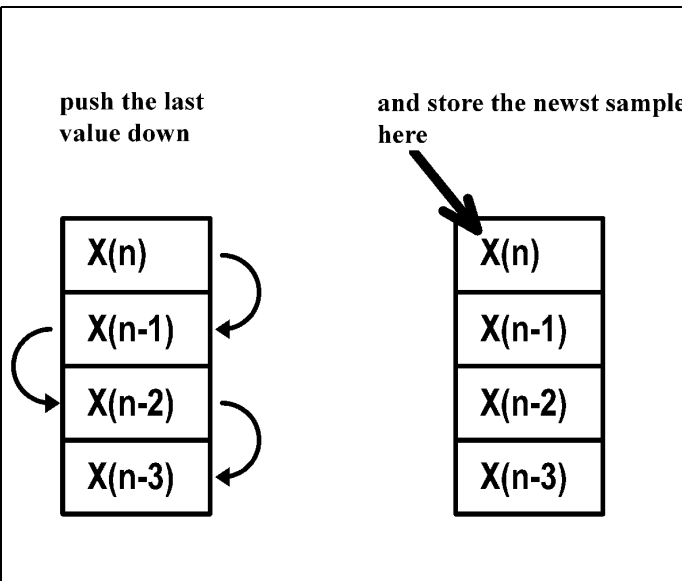 push the last
value down
and store the newst sample
here
X(n)
X(n-1)
X(n-2)
X(n-3)
X(n)
X(n-1)
X(n-2)
X(n-3)